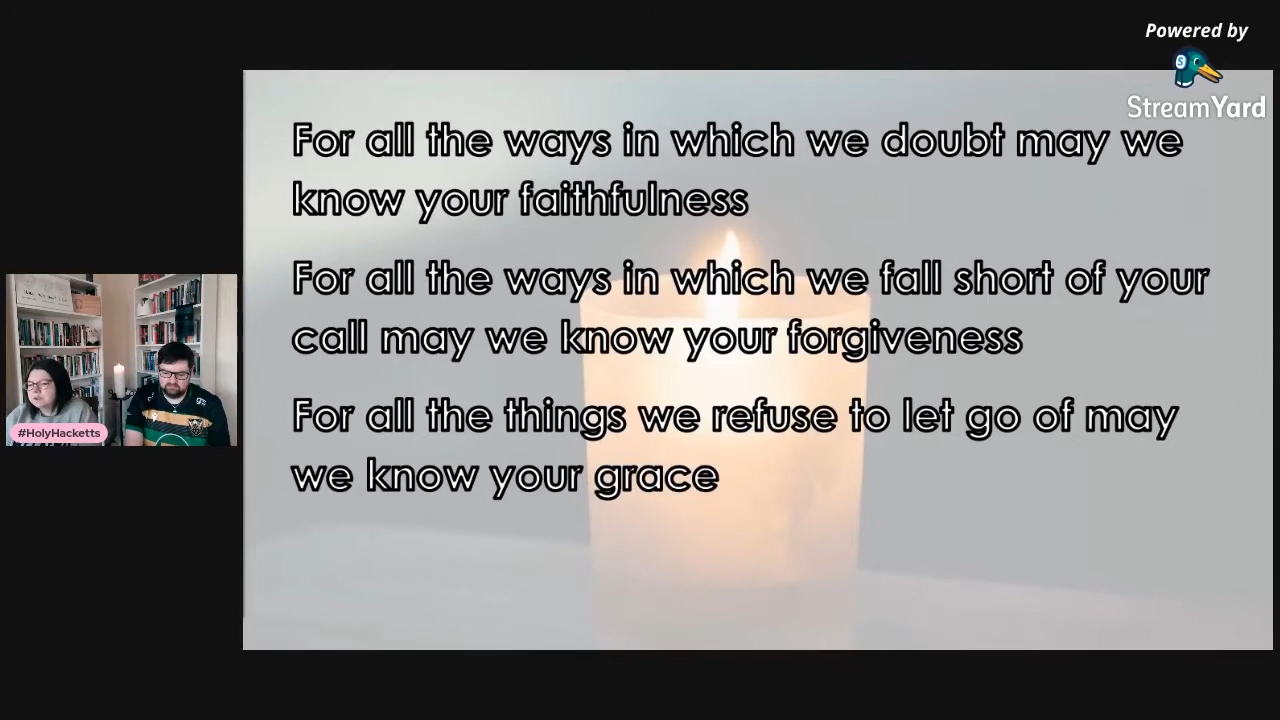 Powered by
StreamYard
For all the ways in which we doubt may we
know your faithfulness
For all the ways in which we fall short of your
call may we know your forgiveness
For all the things we refuse to let go of may
we know your grace
#HolyHacketts